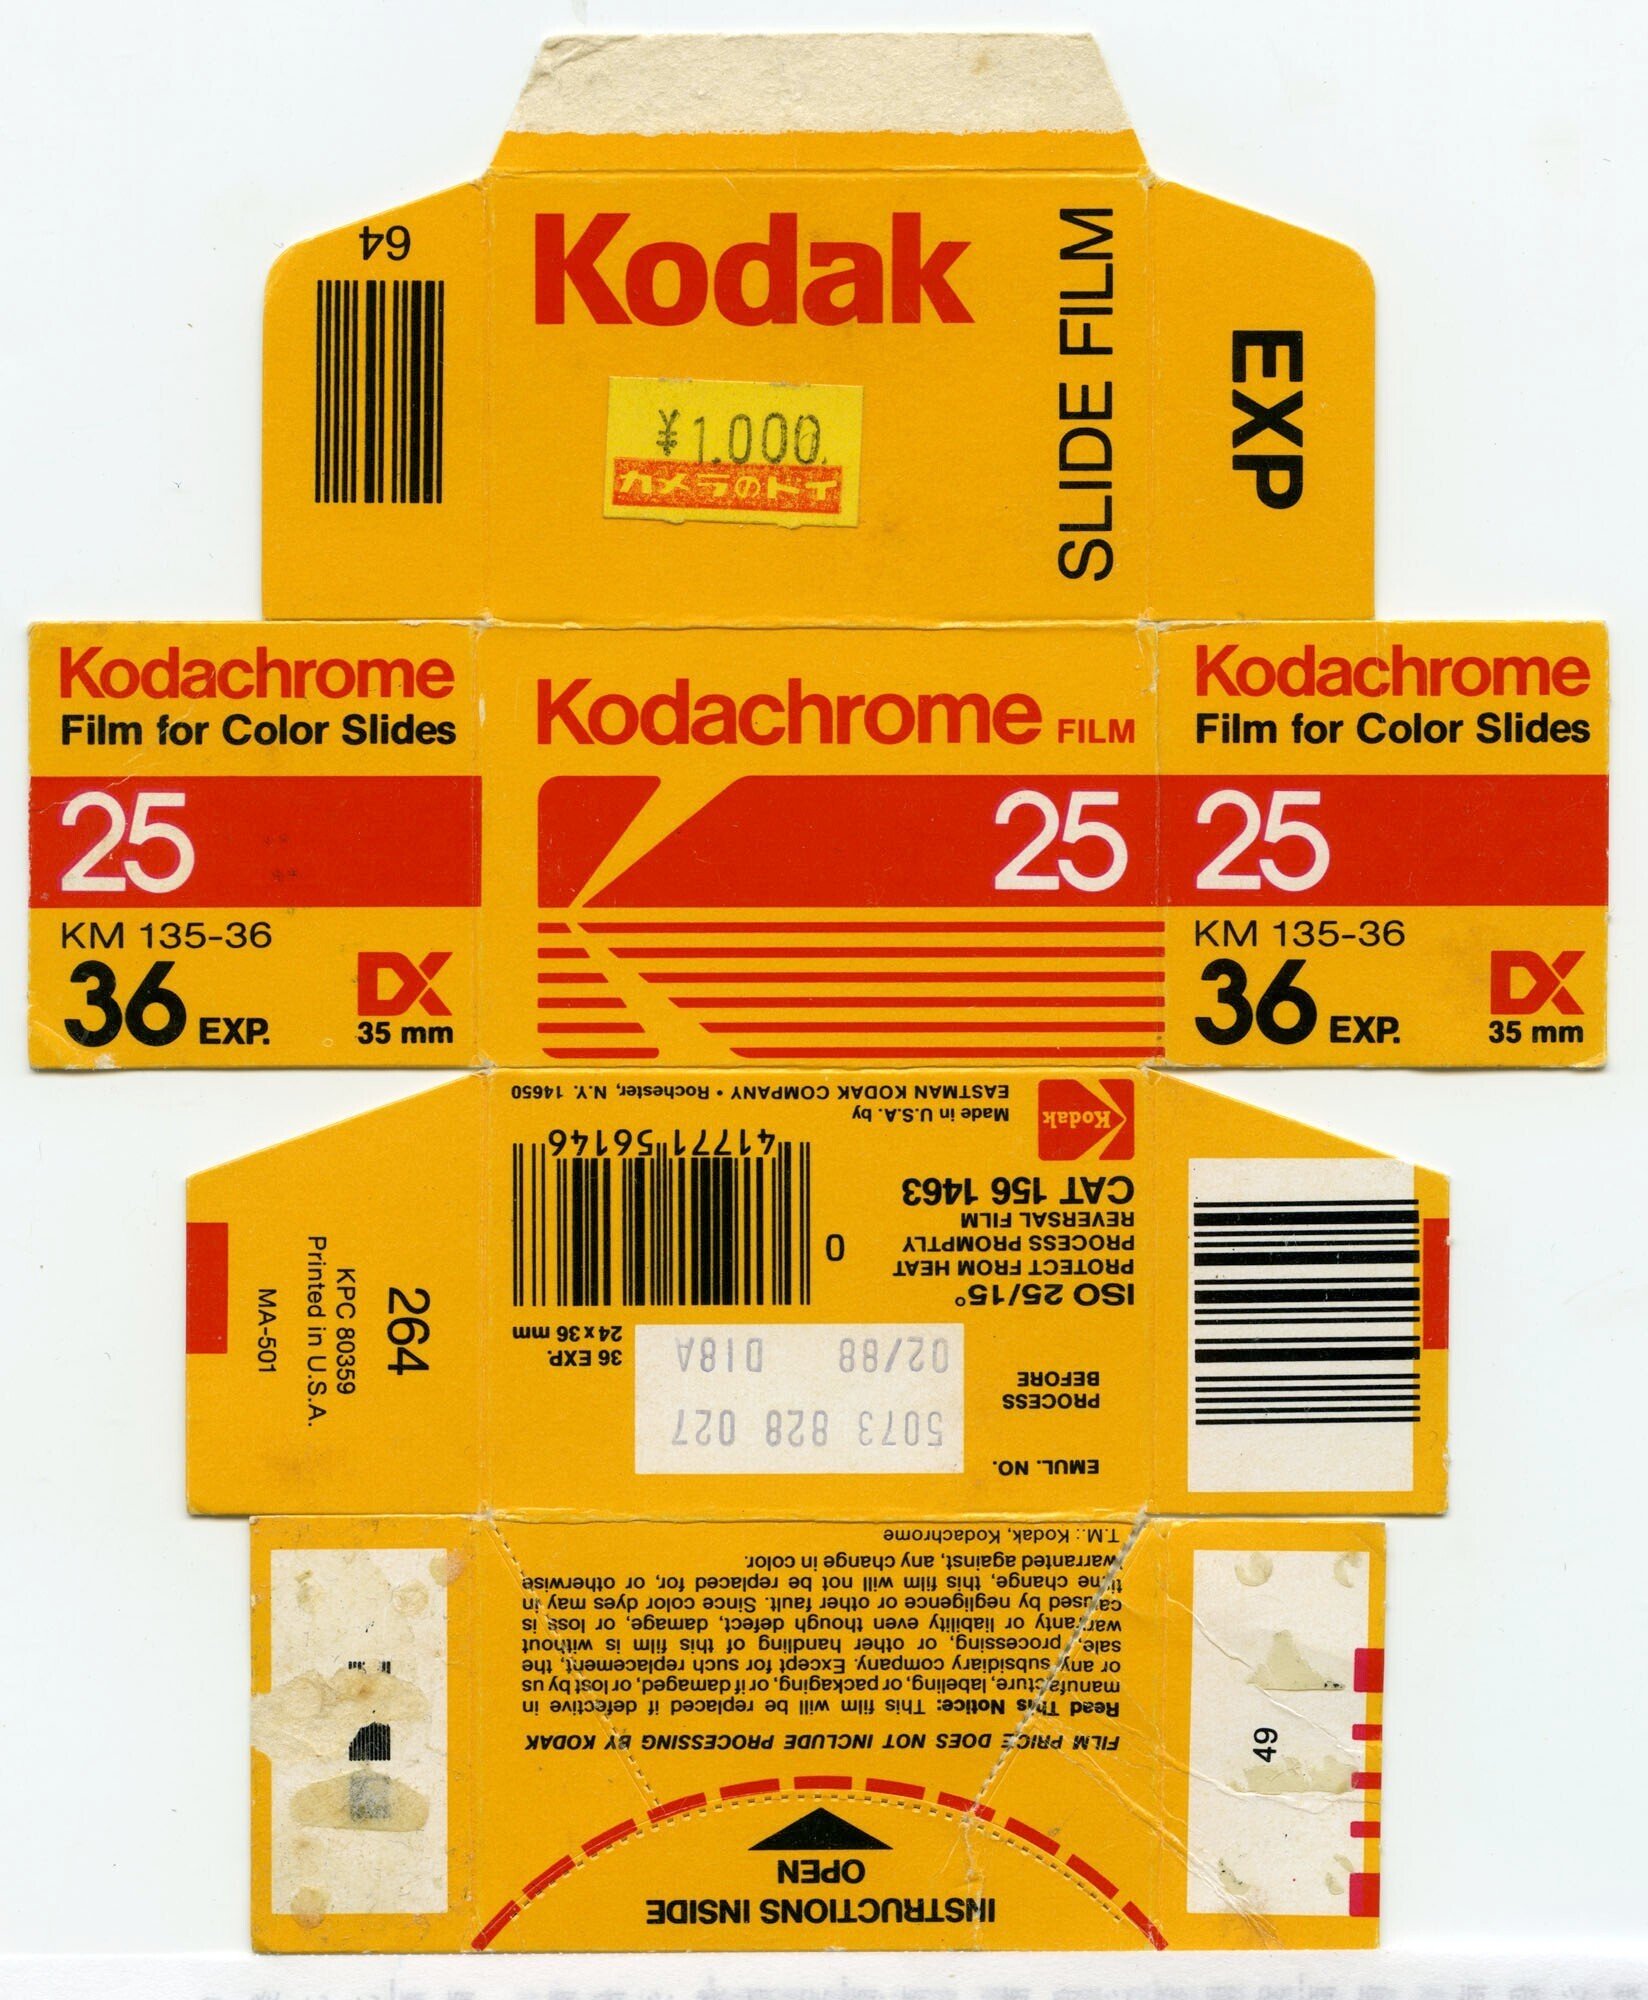 64
Kodak
SLIDE FILM
EXP
¥1.000
カメラのトイ
Kodachrome
Film for Color Slides
25
KM 135-36
36 EXP.
DX
35 mm
Kodachrome FILM
25
Kodachrome
Film for Color Slides
25
KM 135-36
36 EXP.
DX
35 mm
264
KPC 80359
Printed in U.S.A.
MA-501
EMUL. NO.
5073 828 027
PROCESS
BEFORE
02/88 D18A
36 EXP.
24 x 36 mm
ISO 25/15°
PROTECT FROM HEAT
PROCESS PROMPTLY
REVERSAL FILM
CAT 156 1463
0
41771 56146
Kodak
Made in U.S.A. by
EASTMAN KODAK COMPANY • Rochester, N.Y. 14650
INSTRUCTIONS INSIDE
OPEN
FILM PRICE DOES NOT INCLUDE PROCESSING BY KODAK
Read This Notice: This film will be replaced if defective in
manufacture, labeling, or packaging, or if damaged, or lost by us
or any subsidiary company. Except for such replacement, the
sale, processing, or other handling of this film is without
warranty or liability even though defect, damage, or loss is
caused by negligence or other fault. Since color dyes may in
time change, this film will not be replaced for, or otherwise
warranted against, any change in color.
T.M.: Kodak, Kodachrome
49